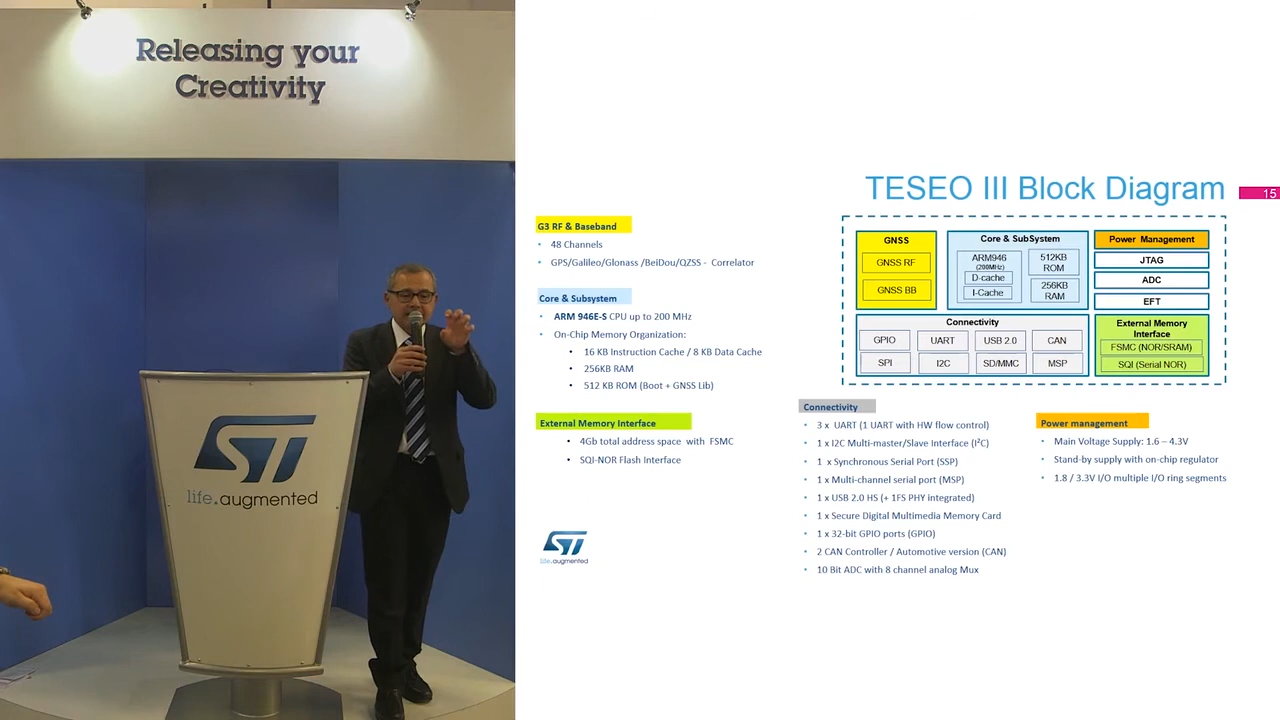 Releasing your
Creativity
life.augmented
TESEO III Block Diagram
15
G3 RF & Baseband
• 48 Channels
• GPS/Galileo/Glonass /BeiDou/QZSS - Correlator
Core & Subsystem
• ARM 946E-S CPU up to 200 MHz
• On-Chip Memory Organization:
• 16 KB Instruction Cache / 8 KB Data Cache
• 256KB RAM
• 512 KB ROM (Boot + GNSS Lib)
External Memory Interface
• 4Gb total address space with FSMC
• SQI-NOR Flash Interface
ST
life.augmented
GNSS
GNSS RF
GNSS BB
Core & SubSystem
ARM946
(200MHz)
D-cache
I-Cache
512KB
ROM
256KB
RAM
Power Management
JTAG
ADC
EFT
Connectivity
GPIO
UART
USB 2.0
CAN
SPI
I2C
SD/MMC
MSP
External Memory
Interface
FSMC (NOR/SRAM)
SQI (Serial NOR)
Connectivity
• 3 x UART (1 UART with HW flow control)
• 1 x I2C Multi-master/Slave Interface (I²C)
• 1 x Synchronous Serial Port (SSP)
• 1 x Multi-channel serial port (MSP)
• 1 x USB 2.0 HS (+ 1FS PHY integrated)
• 1 x Secure Digital Multimedia Memory Card
• 1 x 32-bit GPIO ports (GPIO)
• 2 CAN Controller / Automotive version (CAN)
• 10 Bit ADC with 8 channel analog Mux
Power management
• Main Voltage Supply: 1.6 – 4.3V
• Stand-by supply with on-chip regulator
• 1.8 / 3.3V I/O multiple I/O ring segments
ST
life.augmented